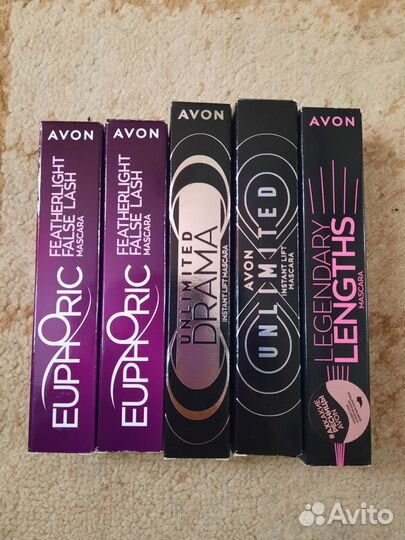 AVON
FEATHERLIGHT
FALSE LASH
MASCARA
EUPHORIC
AVON
FEATHERLIGHT
FALSE LASH
MASCARA
EUPHORIC
AVON
UNLIMITED
DRAMA
INSTANT LIFT MASCARA
AVON
UNLIMITED
INSTANT LIFT
MASCARA
AVON
LEGENDARY
LENGTHS
MASCARA
РЕСНИЦЫ
AVON
Avito